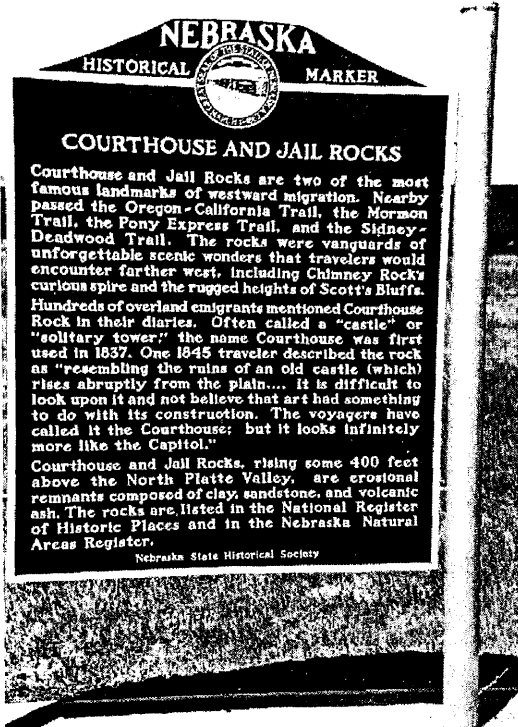 NEBRASKA
HISTORICAL MARKER
COURTHOUSE AND JAIL ROCKS
Courthouse and Jail Rocks are two of the most
famous landmarks of westward migration. Nearby
passed the Oregon-California Trail, the Mormon
Trail, the Pony Express Trail, and the Sidney-
Deadwood Trail. The rocks were vanguards of
unforgettable scenic wonders that travelers would
encounter farther west, including Chimney Rock's
curious spire and the rugged heights of Scott's Bluffs.
Hundreds of overland emigrants mentioned Courthouse
Rock in their diaries. Often called a "castle" or
"solitary tower," the name Courthouse was first
used in 1837. One 1845 traveler described the rock
as "resembling the ruins of an old castle (which)
rises abruptly from the plain.... It is difficult to
look upon it and not believe that art had something
to do with its construction. The voyagers have
called it the Courthouse; but it looks infinitely
more like the Capitol."
Courthouse and Jail Rocks, rising some 400 feet
above the North Platte Valley, are erosional
remnants composed of clay, sandstone, and volcanic
ash. The rocks are listed in the National Register
of Historic Places and in the Nebraska Natural
Areas Register.
Nebraska State Historical Society